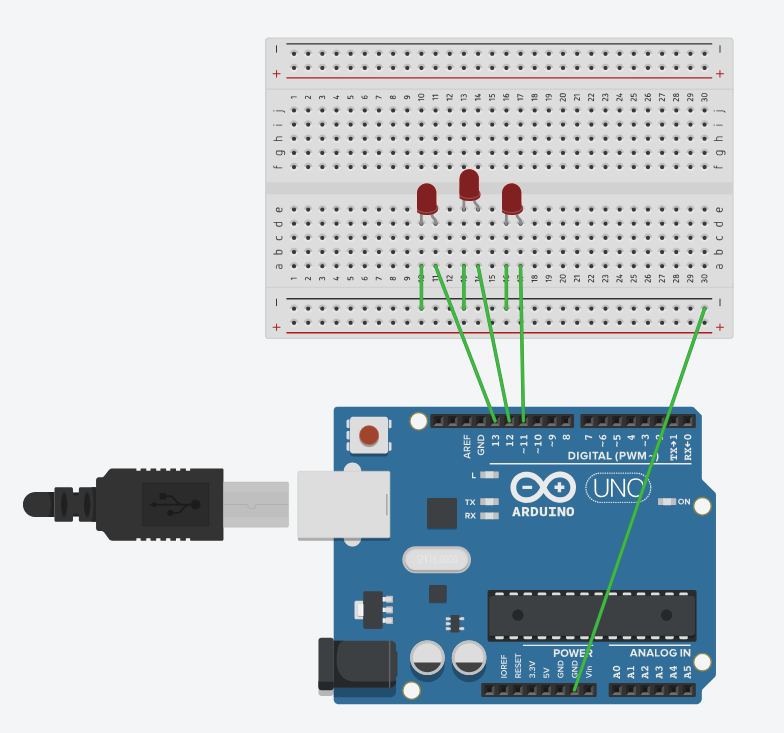 − −
+ +
1 2 3 4 5 6 7 8 9 10 11 12 13 14 15 16 17 18 19 20 21 22 23 24 25 26 27 28 29 30
j j
i i
h h
g g
f f
e e
d d
c c
b b
a a
1 2 3 4 5 6 7 8 9 10 11 12 13 14 15 16 17 18 19 20 21 22 23 24 25 26 27 28 29 30
− −
+ +
AREF GND 13 12 ~11 ~10 ~9 8 7 ~6 ~5 4 ~3 2 TX→1 RX←0
DIGITAL (PWM ~)
L
TX
RX
UNO
ON
ARDUINO
POWER
ANALOG IN
IOREF RESET 3.3V 5V GND GND Vin A0 A1 A2 A3 A4 A5